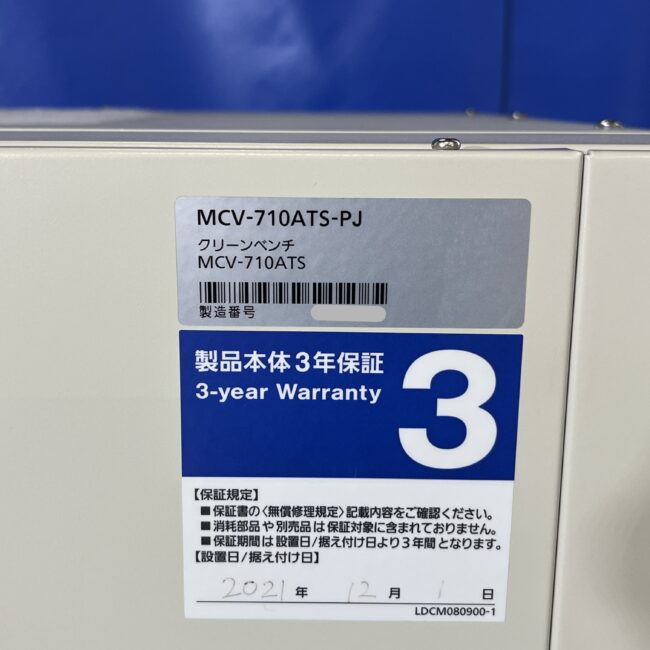 MCV-710ATS-PJ
クリーンベンチ
MCV-710ATS
製造番号
製品本体3年保証
3-year Warranty
3
【保証規定】
■保証書の〈無償修理規定〉記載内容をご確認ください。
■消耗部品や別売品は保証対象に含まれておりません。
■保証期間は設置日/据え付け日より3年間となります。
【設置日/据え付け日】
2021年 12月 1日
LDCM080900-1